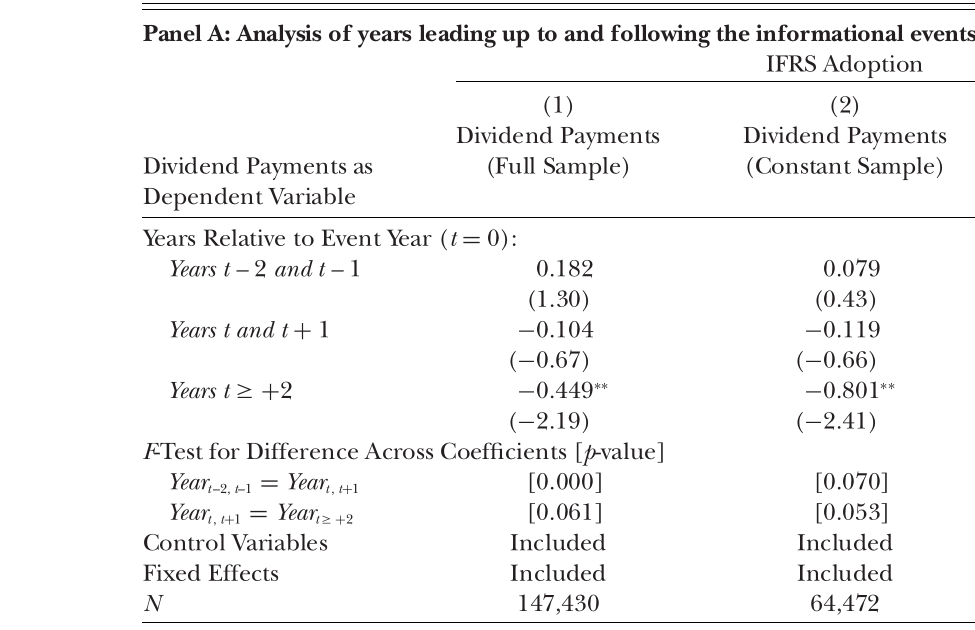 Panel A: Analysis of years leading up to and following the informational events
IFRS Adoption
(1) (2)
Dividend Payments Dividend Payments
Dividend Payments as (Full Sample) (Constant Sample)
Dependent Variable
Years Relative to Event Year (t = 0):
Years t – 2 and t – 1 0.182 0.079
(1.30) (0.43)
Years t and t + 1 −0.104 −0.119
(−0.67) (−0.66)
Years t ≥ +2 −0.449** −0.801**
(−2.19) (−2.41)
F-Test for Difference Across Coefficients [p-value]
Year t–2, t–1 = Year t, t+1 [0.000] [0.070]
Year t, t+1 = Year t≥ +2 [0.061] [0.053]
Control Variables Included Included
Fixed Effects Included Included
N 147,430 64,472